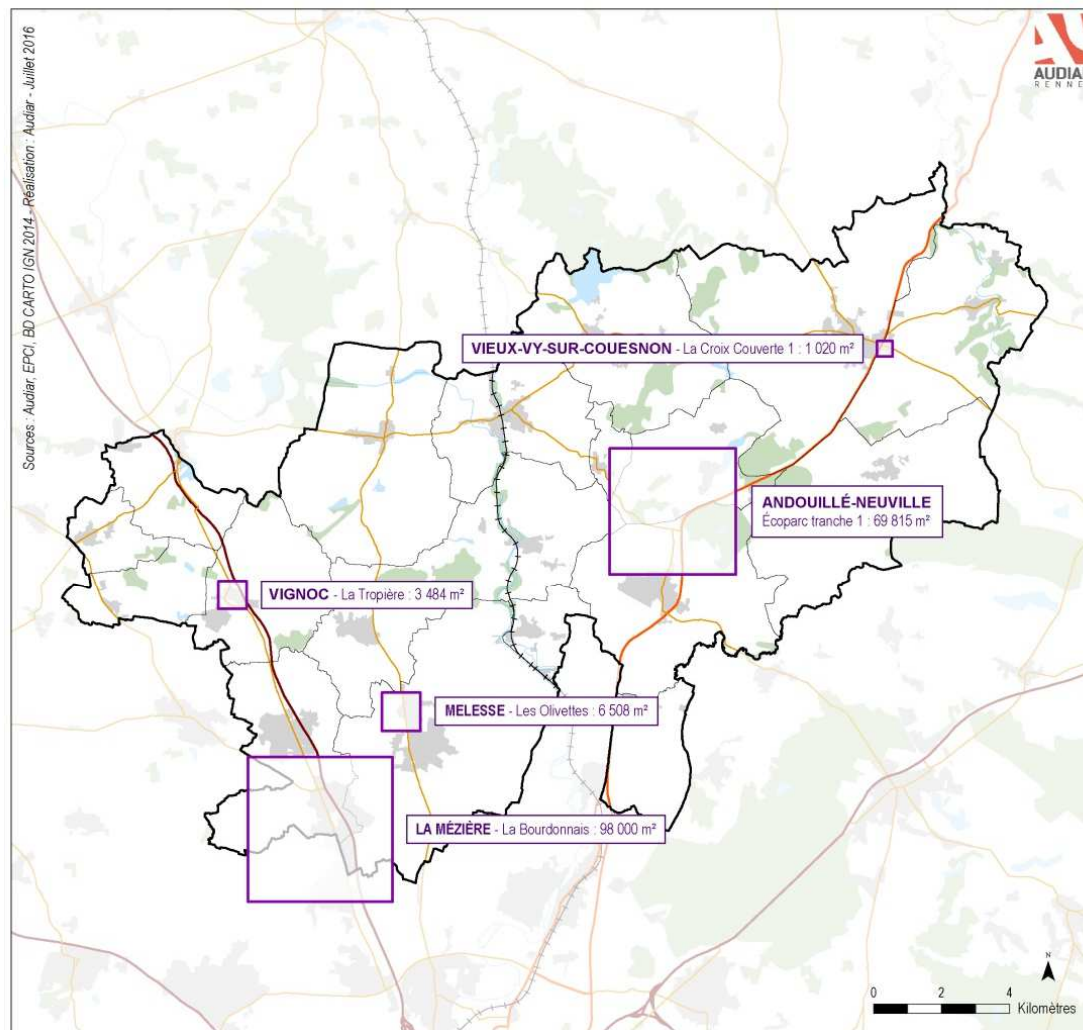 Sources : Audiar, EPCI, BD CARTO IGN 2014 - Réalisation : Audiar - Juillet 2016
AUDIAR
RENNES
VIEUX-VY-SUR-COUESNON - La Croix Couverte 1 : 1 020 m²
ANDOUILLÉ-NEUVILLE
Écoparc tranche 1 : 69 815 m²
VIGNOC - La Tropière : 3 484 m²
MELESSE - Les Olivettes : 6 508 m²
LA MÉZIÈRE - La Bourdonnais : 98 000 m²
N
0 2 4
Kilomètres